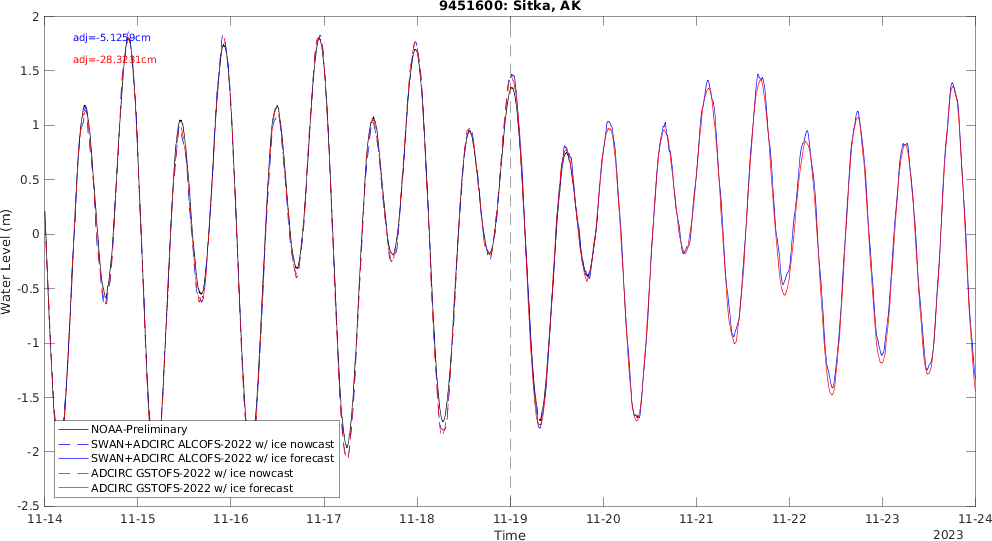 9451600: Sitka, AK
adj=-5.1259cm
adj=-28.3231cm
2
1.5
1
0.5
0
-0.5
-1
-1.5
-2
-2.5
Water Level (m)
NOAA-Preliminary
SWAN+ADCIRC ALCOFS-2022 w/ ice nowcast
SWAN+ADCIRC ALCOFS-2022 w/ ice forecast
ADCIRC GSTOFS-2022 w/ ice nowcast
ADCIRC GSTOFS-2022 w/ ice forecast
11-14 11-15 11-16 11-17 11-18 11-19 11-20 11-21 11-22 11-23 11-24
Time
2023